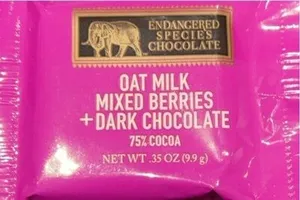 ENDANGERED
SPECIES
CHOCOLATE
OAT MILK
MIXED BERRIES
+ DARK CHOCOLATE
75% COCOA
NET WT .35 OZ (9.9 g)